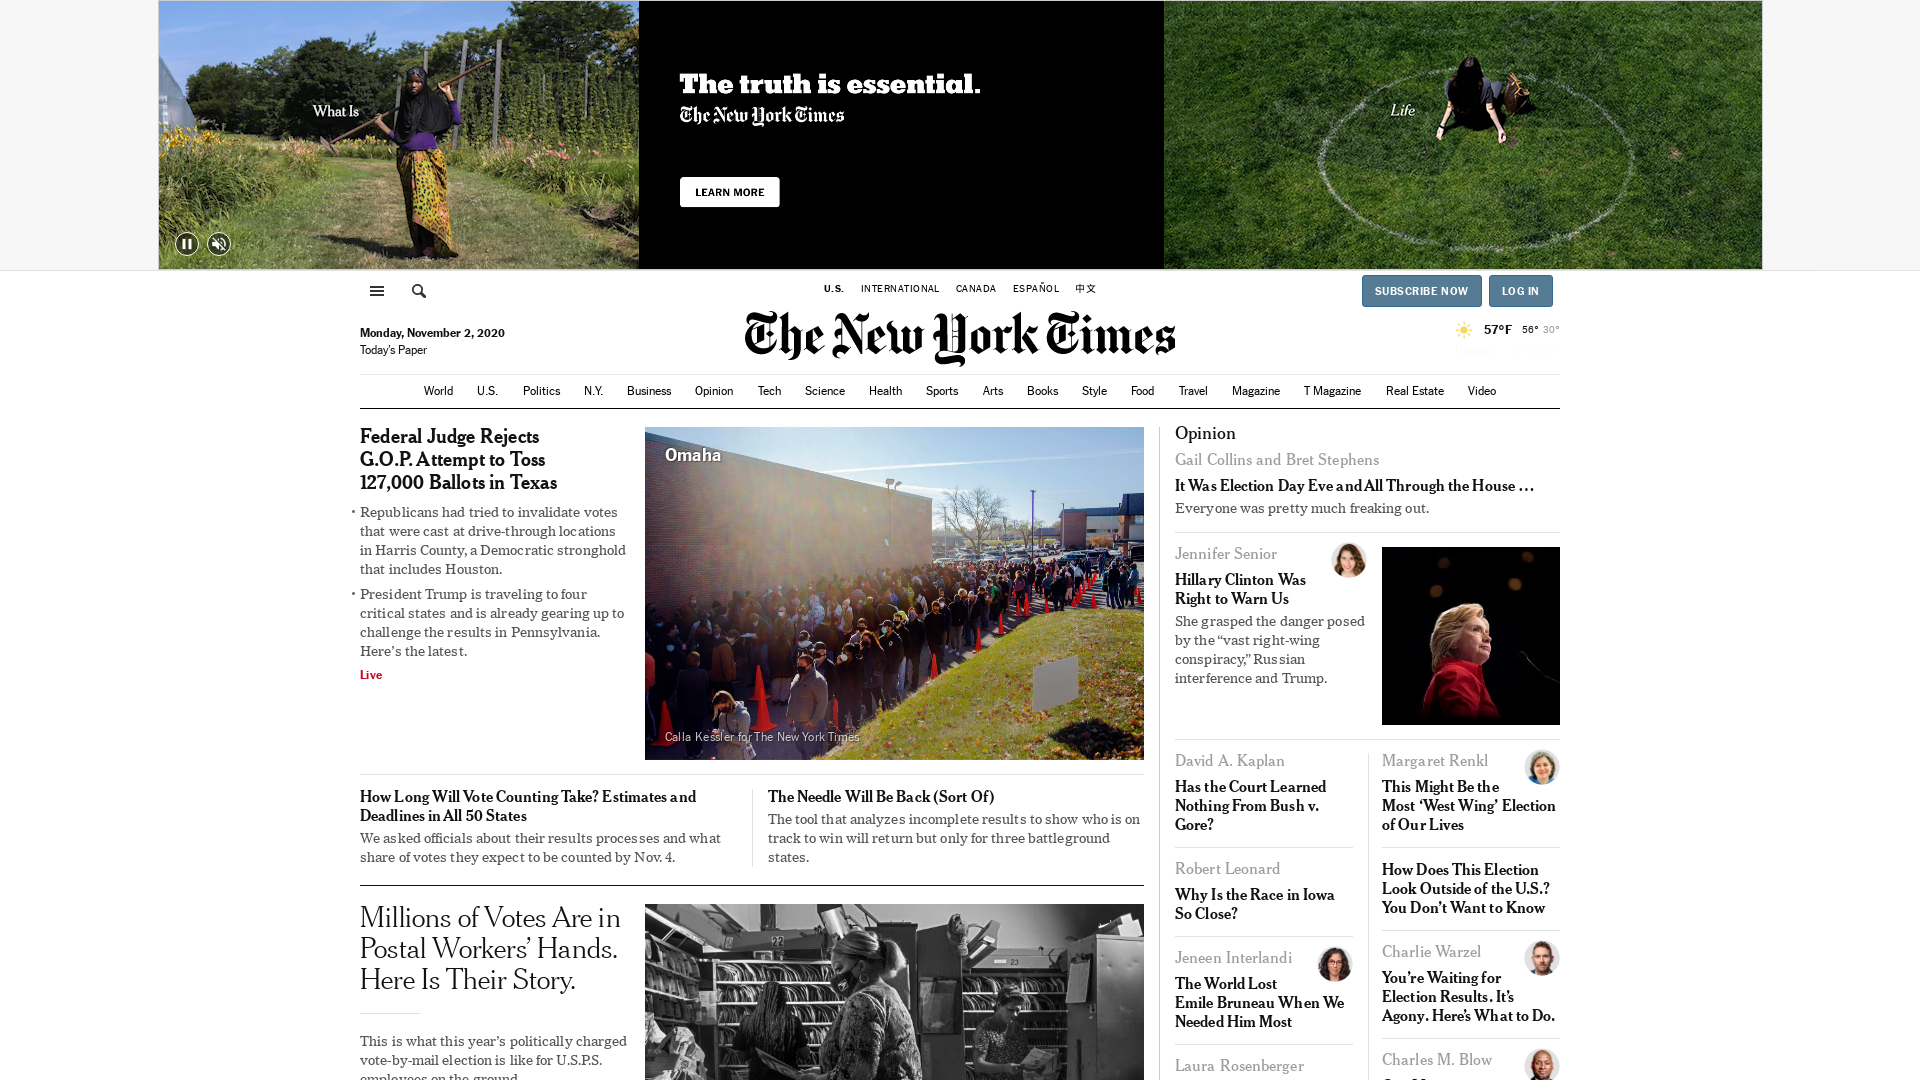 What Is
The truth is essential.
The New York Times
LEARN MORE
Life
U.S. INTERNATIONAL CANADA ESPAÑOL 中文
SUBSCRIBE NOW LOG IN
Monday, November 2, 2020
Today's Paper
The New York Times
57°F 56° 30°
World U.S. Politics N.Y. Business Opinion Tech Science Health Sports Arts Books Style Food Travel Magazine T Magazine Real Estate Video
Federal Judge Rejects
G.O.P. Attempt to Toss
127,000 Ballots in Texas
• Republicans had tried to invalidate votes
that were cast at drive-through locations
in Harris County, a Democratic stronghold
that includes Houston.
• President Trump is traveling to four
critical states and is already gearing up to
challenge the results in Pennsylvania.
Here's the latest.
Live
Omaha
Calla Kessler for The New York Times
How Long Will Vote Counting Take? Estimates and
Deadlines in All 50 States
We asked officials about their results processes and what
share of votes they expect to be counted by Nov. 4.
The Needle Will Be Back (Sort Of)
The tool that analyzes incomplete results to show who is on
track to win will return but only for three battleground
states.
Millions of Votes Are in
Postal Workers' Hands.
Here Is Their Story.
This is what this year's politically charged
vote-by-mail election is like for U.S.P.S.
employees on the ground.
22
23
Opinion
Gail Collins and Bret Stephens
It Was Election Day Eve and All Through the House …
Everyone was pretty much freaking out.
Jennifer Senior
Hillary Clinton Was
Right to Warn Us
She grasped the danger posed
by the “vast right-wing
conspiracy,” Russian
interference and Trump.
David A. Kaplan
Has the Court Learned
Nothing From Bush v.
Gore?
Robert Leonard
Why Is the Race in Iowa
So Close?
Jeneen Interlandi
The World Lost
Emile Bruneau When We
Needed Him Most
Laura Rosenberger
Margaret Renkl
This Might Be the
Most ‘West Wing’ Election
of Our Lives
How Does This Election
Look Outside of the U.S.?
You Don't Want to Know
Charlie Warzel
You're Waiting for
Election Results. It's
Agony. Here's What to Do.
Charles M. Blow